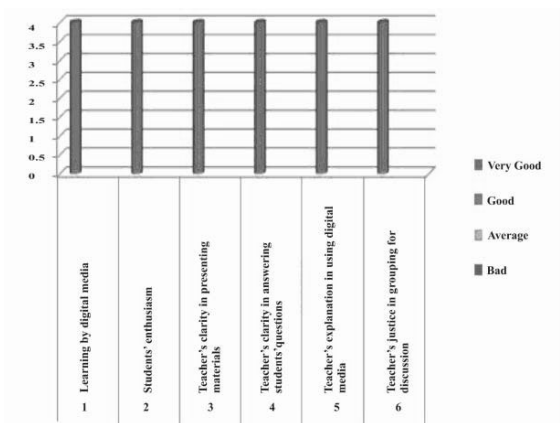 4
3.5
3
2.5
2
1.5
1
0.5
0
Very Good
Good
Average
Bad
Learning by digital media
Students' enthusiasm
Teacher's clarity in presenting
materials
Teacher's clarity in answering
students'questions
Teacher's explanation in using digital
media
Teacher's justice in grouping for
discussion
1
2
3
4
5
6